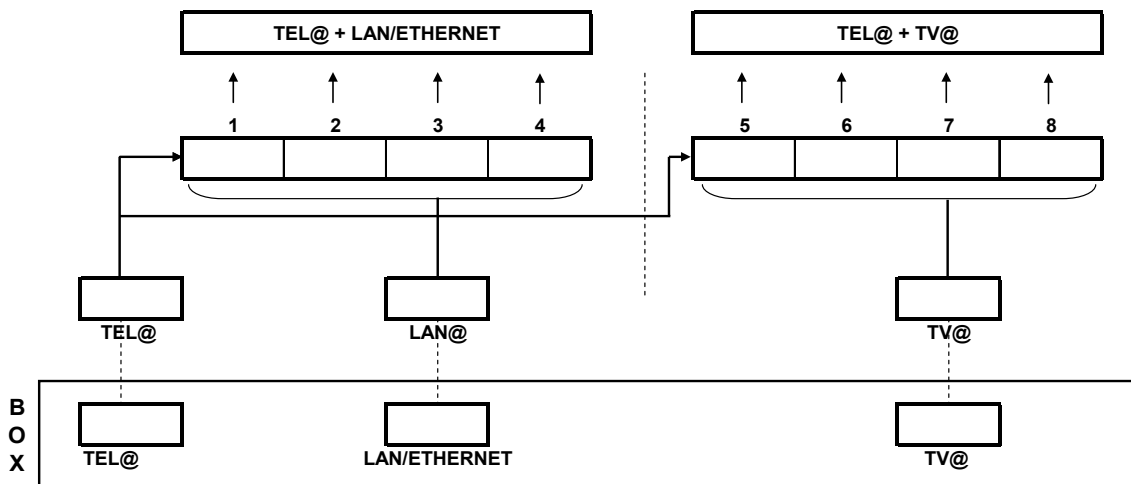 TEL@ + LAN/ETHERNET
TEL@ + TV@
1 2 3 4
5 6 7 8
TEL@
LAN@
TV@
BOX
TEL@
LAN/ETHERNET
TV@